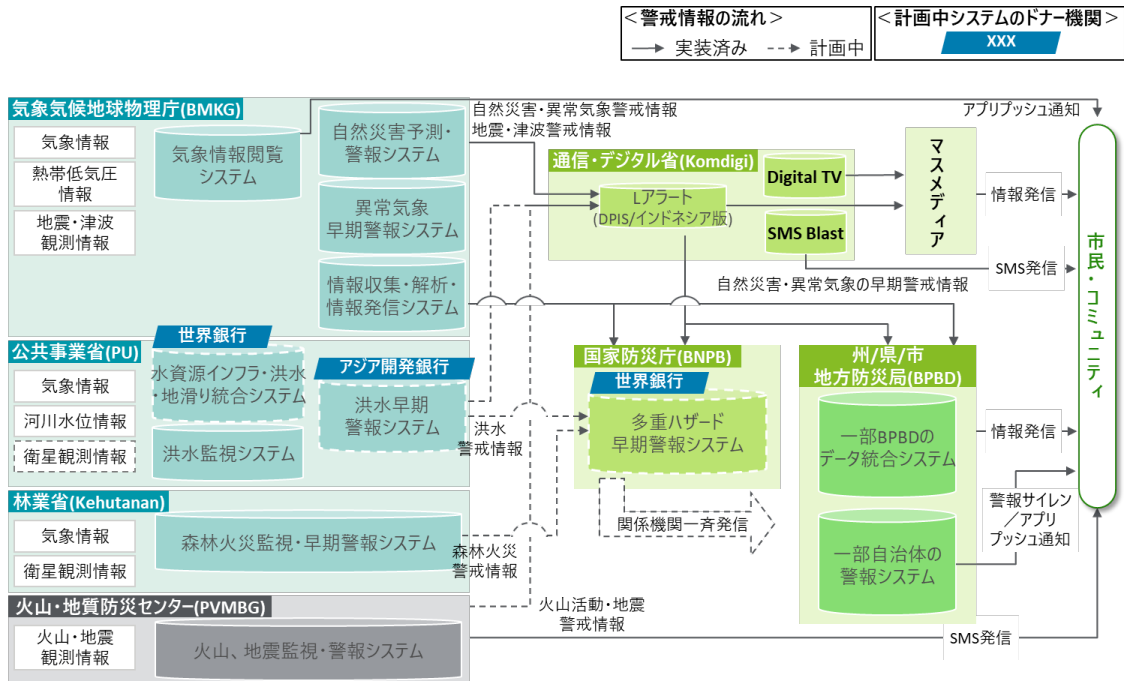 ＜警戒情報の流れ＞
実装済み
計画中
＜計画中システムのドナー機関＞
XXX
気象気候地球物理庁(BMKG)
気象情報
熱帯低気圧
情報
地震・津波
観測情報
気象情報閲覧
システム
自然災害予測・
警報システム
異常気象
早期警報システム
情報収集・解析・
情報発信システム
自然災害・異常気象警戒情報
地震・津波警戒情報
アプリプッシュ通知
通信・デジタル省(Komdigi)
Lアラート
(DPIS/インドネシア版)
Digital TV
SMS Blast
マスメディア
情報発信
SMS発信
市民・コミュニティ
自然災害・異常気象の早期警戒情報
公共事業省(PU)
気象情報
河川水位情報
衛星観測情報
世界銀行
水資源インフラ・洪水
・地滑り統合システム
洪水監視システム
アジア開発銀行
洪水早期
警報システム
洪水
警戒情報
国家防災庁(BNPB)
世界銀行
多重ハザード
早期警報システム
関係機関一斉発信
州/県/市
地方防災局(BPBD)
一部BPBDの
データ統合システム
一部自治体の
警報システム
情報発信
警報サイレン
／アプリ
プッシュ通知
林業省(Kehutanan)
気象情報
衛星観測情報
森林火災監視・早期警報システム
森林火災
警戒情報
火山・地質防災センター(PVMBG)
火山・地震
観測情報
火山、地震監視・警報システム
火山活動・地震
警戒情報
SMS発信